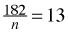 182/n = 13